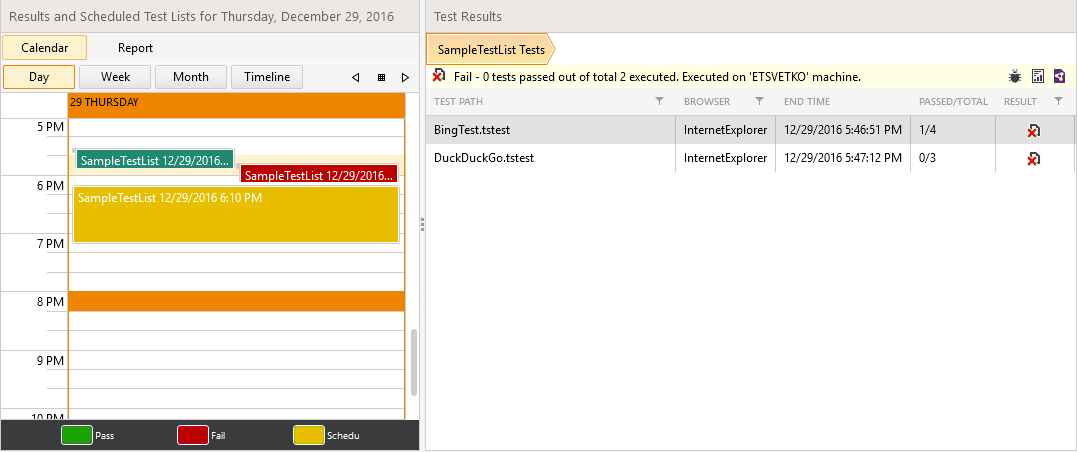 Results and Scheduled Test Lists for Thursday, December 29, 2016
Calendar Report
Day Week Month Timeline
29 THURSDAY
5 PM
SampleTestList 12/29/2016...
SampleTestList 12/29/2016...
6 PM
SampleTestList 12/29/2016 6:10 PM
7 PM
8 PM
9 PM
10 PM
Pass Fail Schedu
Test Results
SampleTestList Tests
Fail - 0 tests passed out of total 2 executed. Executed on 'ETSVETKO' machine.
TEST PATH BROWSER END TIME PASSED/TOTAL RESULT
BingTest.tstest InternetExplorer 12/29/2016 5:46:51 PM 1/4
DuckDuckGo.tstest InternetExplorer 12/29/2016 5:47:12 PM 0/3